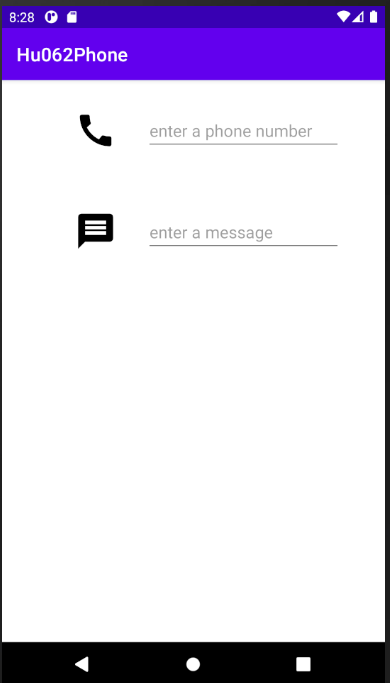 8:28
Hu062Phone
enter a phone number
enter a message